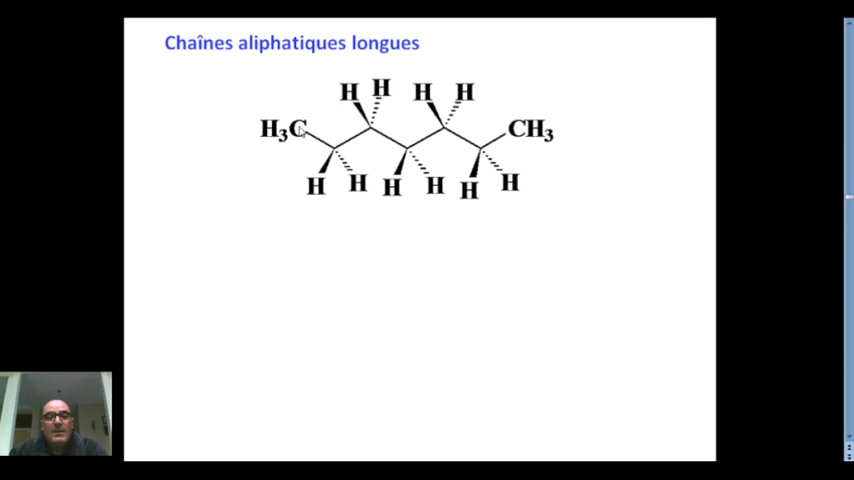 Chaînes aliphatiques longues
H H H H
H₃C CH₃
H H H H H H